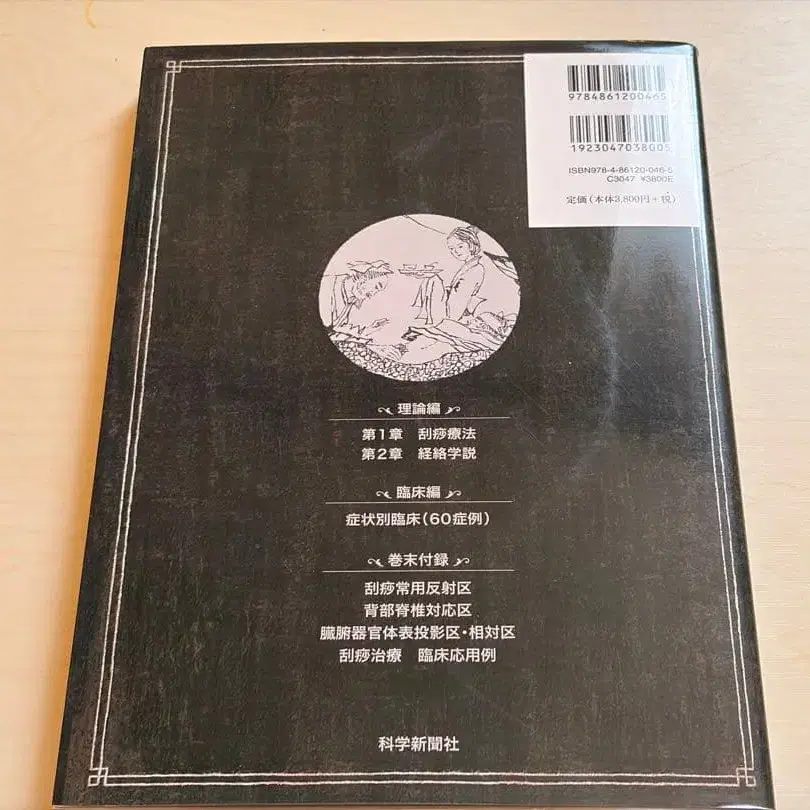 9784861200465
1923047038005
ISBN978-4-86120-046-5
C3047 ¥3800E
定価(本体3,800円+税)
理論編
第1章 刮痧療法
第2章 経絡学説
臨床編
症状別臨床(60症例)
巻末付録
刮痧常用反射区
背部脊椎対応区
臓腑器官体表投影区・相対区
刮痧治療 臨床応用例
科学新聞社